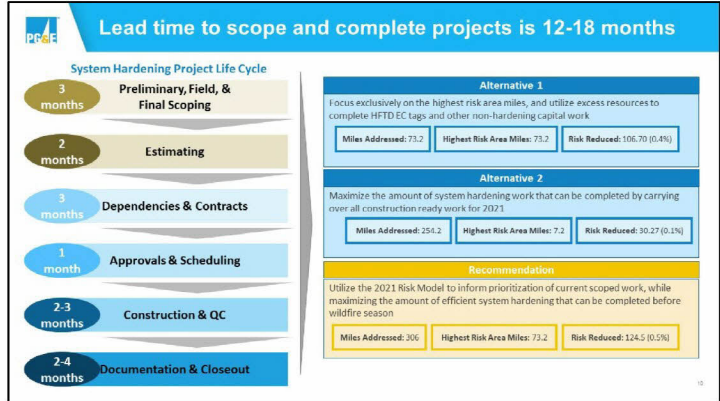 PG&E
Lead time to scope and complete projects is 12-18 months
System Hardening Project Life Cycle
3
months
Preliminary, Field, &
Final Scoping
2
months
Estimating
3
months
Dependencies & Contracts
1
month
Approvals & Scheduling
2-3
months
Construction & QC
2-4
months
Documentation & Closeout
Alternative 1
Focus exclusively on the highest risk area miles, and utilize excess resources to
complete HFTD EC tags and other non-hardening capital work
Miles Addressed: 73.2 Highest Risk Area Miles: 73.2 Risk Reduced: 106.70 (0.4%)
Alternative 2
Maximize the amount of system hardening work that can be completed by carrying
over all construction ready work for 2021
Miles Addressed: 254.2 Highest Risk Area Miles: 7.2 Risk Reduced: 30.27 (0.1%)
Recommendation
Utilize the 2021 Risk Model to inform prioritization of current scoped work, while
maximizing the amount of efficient system hardening that can be completed before
wildfire season
Miles Addressed: 306 Highest Risk Area Miles: 73.2 Risk Reduced: 124.5 (0.5%)